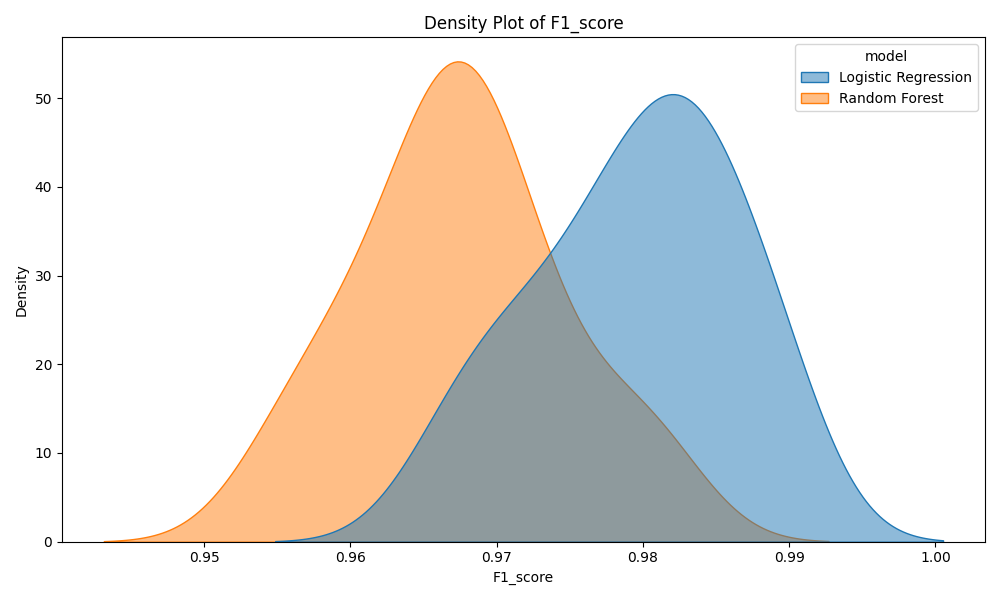 Density Plot of F1_score
model
Logistic Regression
Random Forest
Density
50
40
30
20
10
0
0.95 0.96 0.97 0.98 0.99 1.00
F1_score